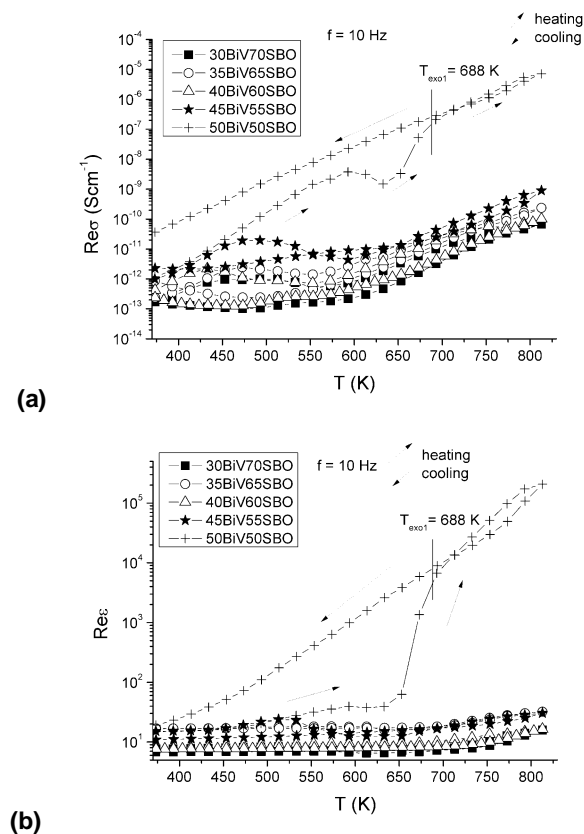 (a)
Reσ (Scm⁻¹)
10⁻⁴
10⁻⁵
10⁻⁶
10⁻⁷
10⁻⁸
10⁻⁹
10⁻¹⁰
10⁻¹¹
10⁻¹²
10⁻¹³
10⁻¹⁴
30BiV70SBO
35BiV65SBO
40BiV60SBO
45BiV55SBO
50BiV50SBO
f = 10 Hz
heating
cooling
Texo1= 688 K
400 450 500 550 600 650 700 750 800
T (K)
(b)
Reε
10⁵
10⁴
10³
10²
10¹
30BiV70SBO
35BiV65SBO
40BiV60SBO
45BiV55SBO
50BiV50SBO
f = 10 Hz
heating
cooling
Texo1= 688 K
400 450 500 550 600 650 700 750 800
T (K)